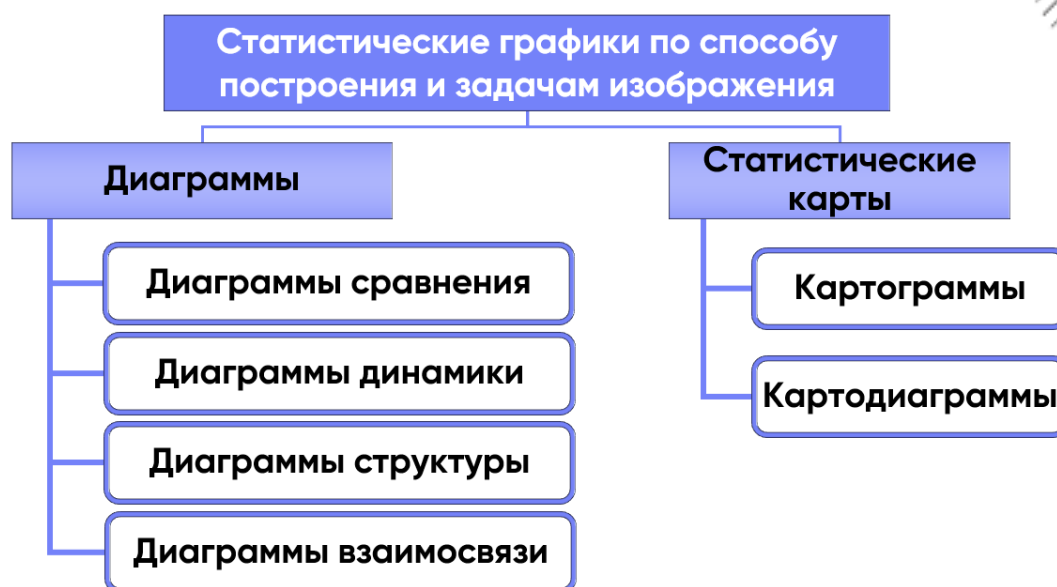 Статистические графики по способу
построения и задачам изображения
Диаграммы
Диаграммы сравнения
Диаграммы динамики
Диаграммы структуры
Диаграммы взаимосвязи
Статистические
карты
Картограммы
Картодиаграммы